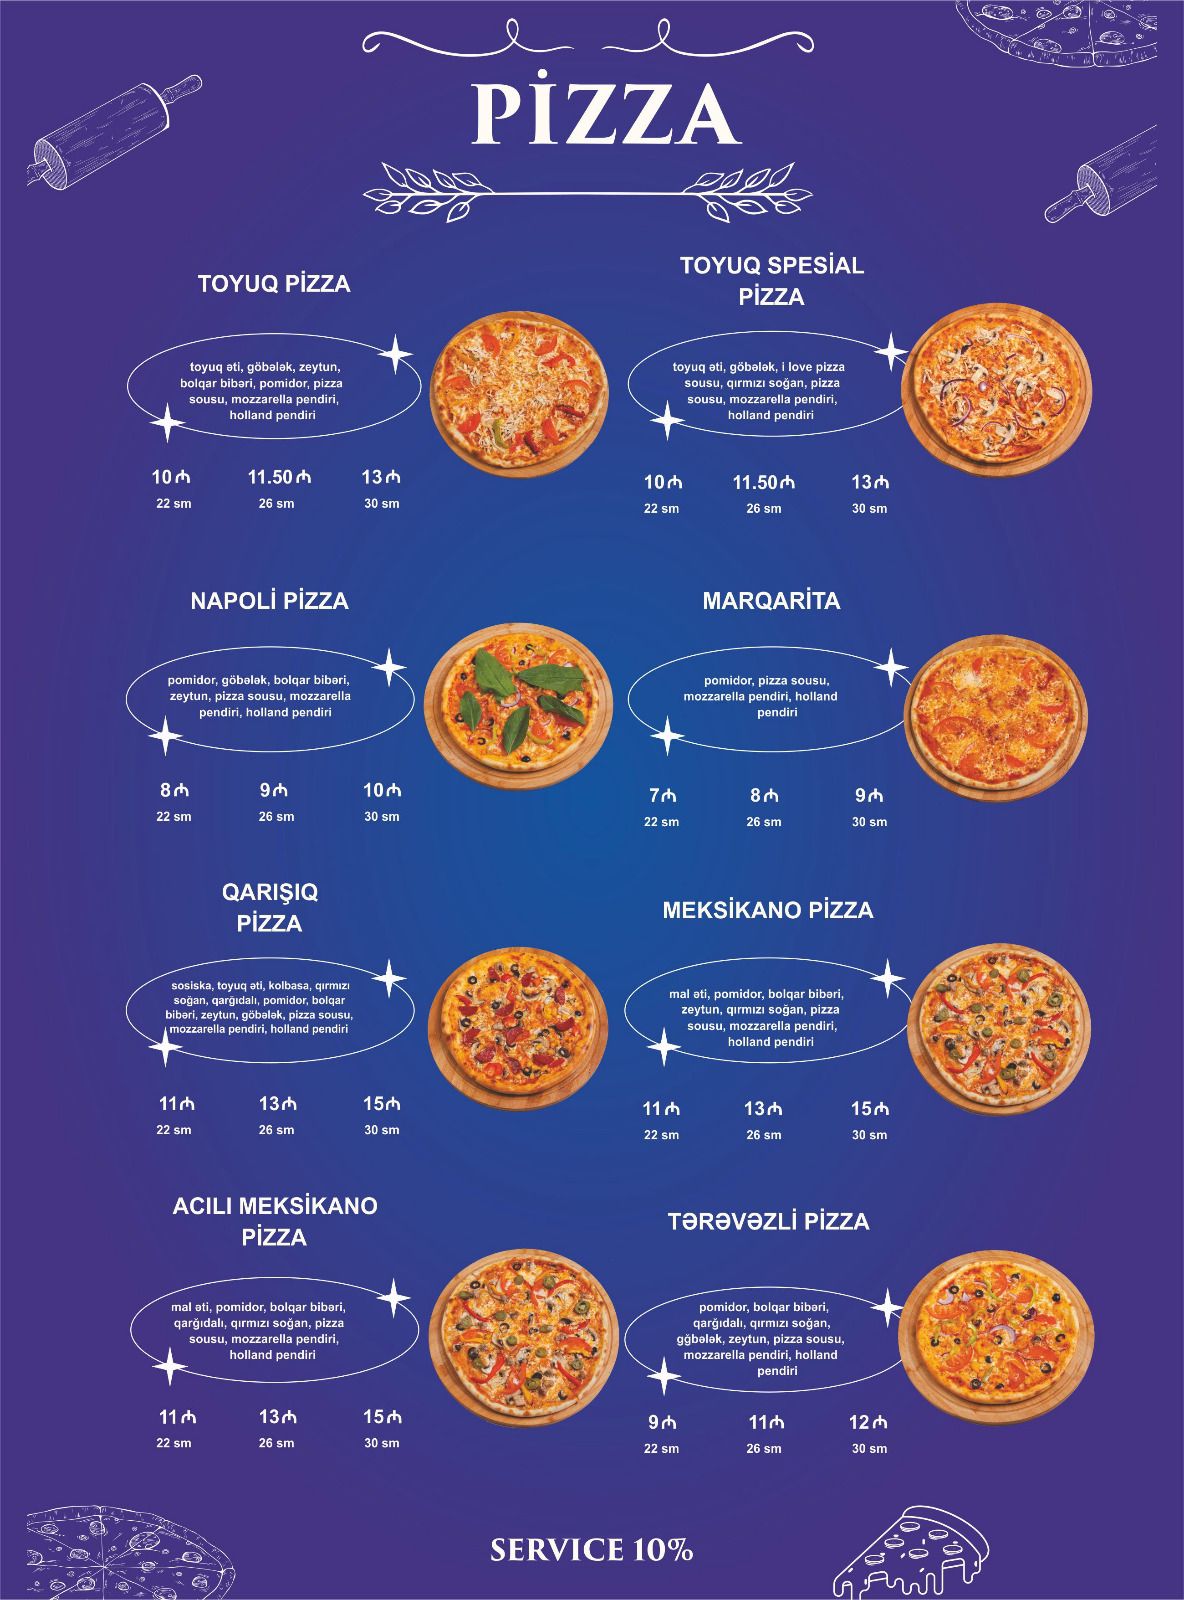 PİZZA
TOYUQ PİZZA
toyuq əti, göbələk, zeytun,
bolqar bibəri, pomidor, pizza
sousu, mozzarella pendiri,
holland pendiri
10₼ 11.50₼ 13₼
22 sm 26 sm 30 sm
TOYUQ SPESİAL
PİZZA
toyuq əti, göbələk, i love pizza
sousu, qırmızı soğan, pizza
sousu, mozzarella pendiri,
holland pendiri
10₼ 11.50₼ 13₼
22 sm 26 sm 30 sm
NAPOLİ PİZZA
pomidor, göbələk, bolqar bibəri,
zeytun, pizza sousu, mozzarella
pendiri, holland pendiri
8₼ 9₼ 10₼
22 sm 26 sm 30 sm
MARQARİTA
pomidor, pizza sousu,
mozzarella pendiri, holland
pendiri
7₼ 8₼ 9₼
22 sm 26 sm 30 sm
QARIŞIQ
PİZZA
sosiska, toyuq əti, kolbasa, qırmızı
soğan, qarğıdalı, pomidor, bolqar
bibəri, zeytun, göbələk, pizza sousu,
mozzarella pendiri, holland pendiri
11₼ 13₼ 15₼
22 sm 26 sm 30 sm
MEKSİKANO PİZZA
mal əti, pomidor, bolqar bibəri,
zeytun, qırmızı soğan, pizza
sousu, mozzarella pendiri,
holland pendiri
11₼ 13₼ 15₼
22 sm 26 sm 30 sm
ACILI MEKSİKANO
PİZZA
mal əti, pomidor, bolqar bibəri,
qarğıdalı, qırmızı soğan, pizza
sousu, mozzarella pendiri,
holland pendiri
11₼ 13₼ 15₼
22 sm 26 sm 30 sm
TƏRƏVƏZLİ PİZZA
pomidor, bolqar bibəri,
qarğıdalı, qırmızı soğan,
gğbələk, zeytun, pizza sousu,
mozzarella pendiri, holland
pendiri
9₼ 11₼ 12₼
22 sm 26 sm 30 sm
SERVICE 10%